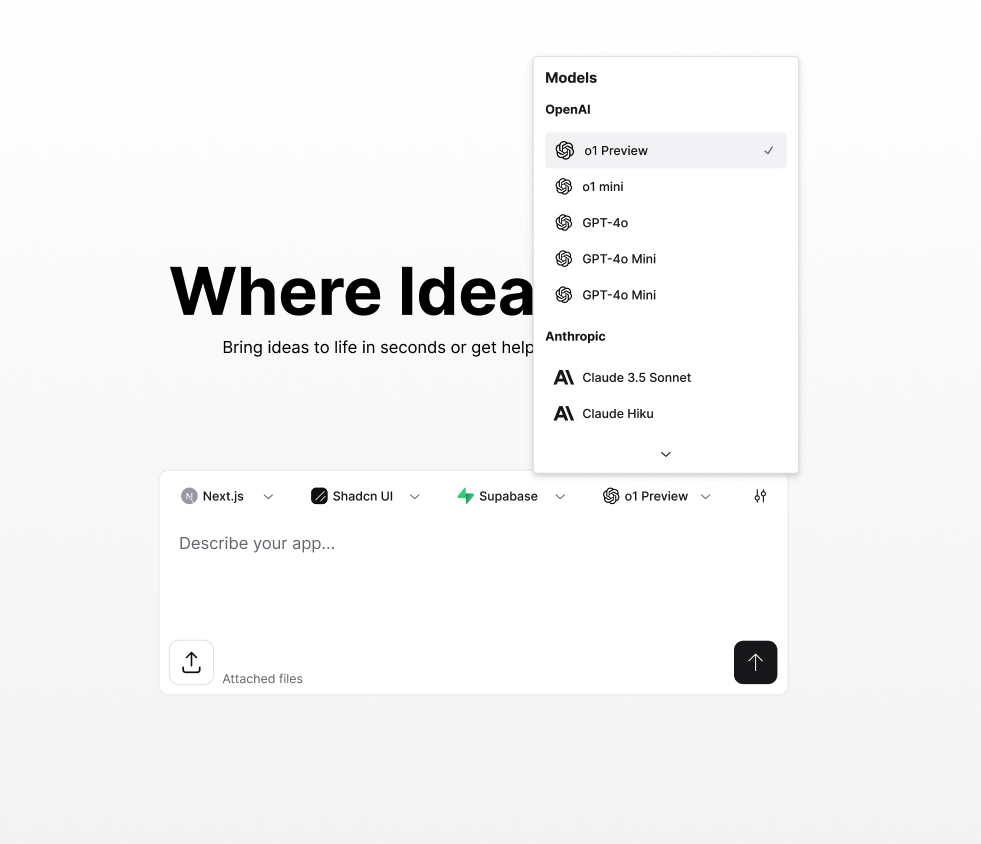 Models
OpenAI
o1 Preview
o1 mini
GPT-4o
GPT-4o Mini
GPT-4o Mini
Anthropic
Claude 3.5 Sonnet
Claude Hiku
Where Idea
Bring ideas to life in seconds or get help
Next.js Shadcn UI Supabase o1 Preview
Describe your app...
Attached files